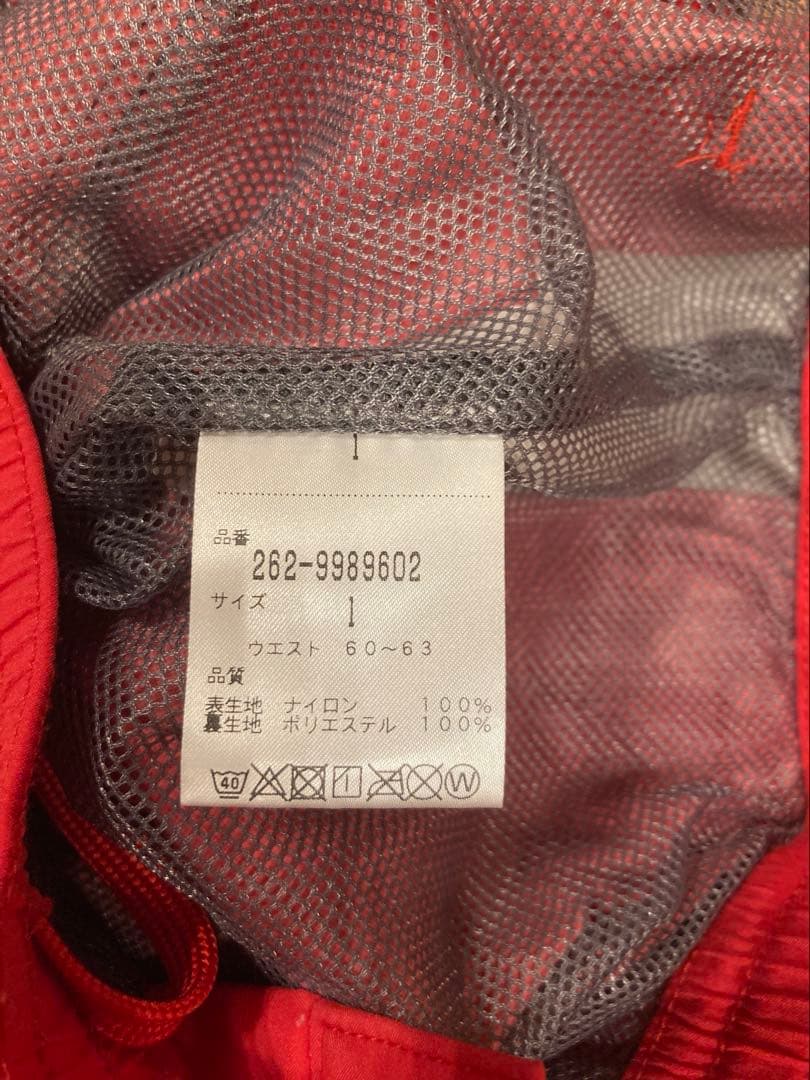 1
品番
262-9989602
サイズ
1
ウエスト 60～63
品質
表生地 ナイロン 100%
裏生地 ポリエステル 100%
40 W